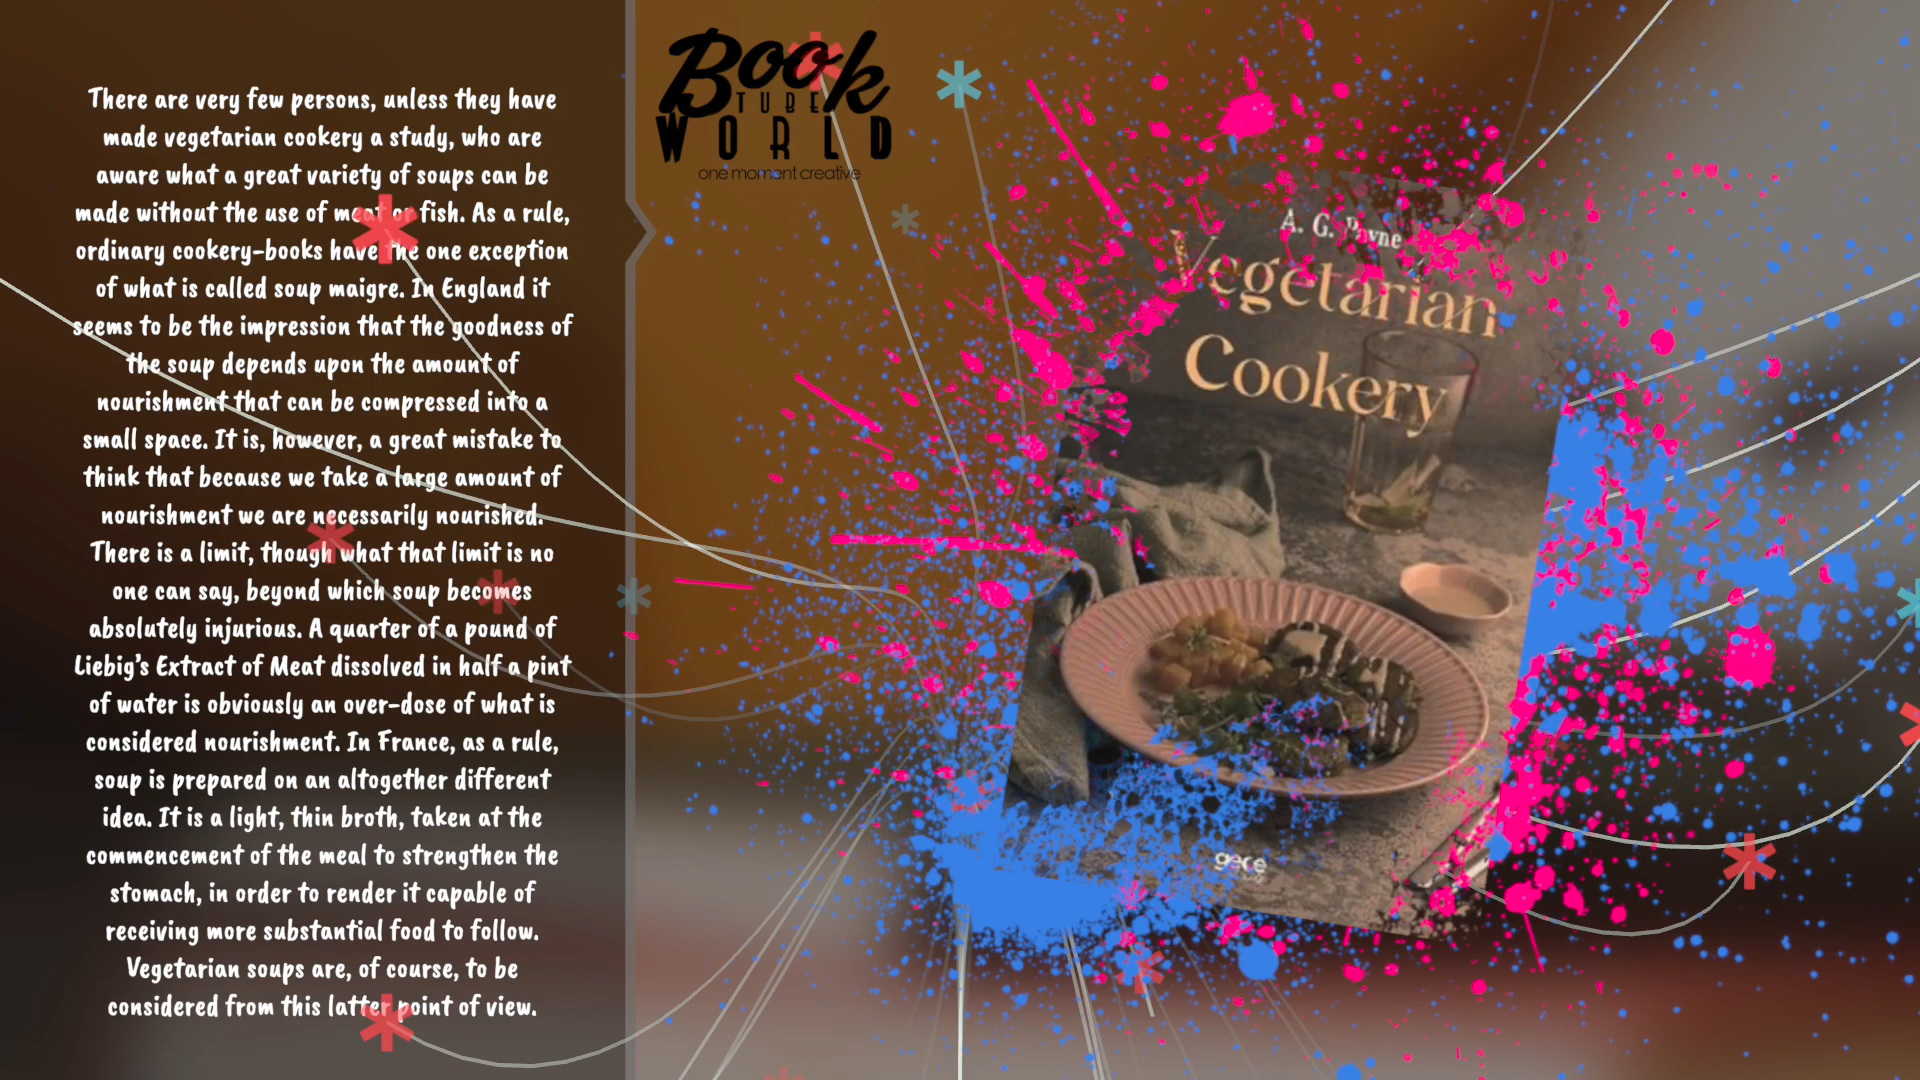 There are very few persons, unless they have
made vegetarian cookery a study, who are
aware what a great variety of soups can be
made without the use of meat or fish. As a rule,
ordinary cookery-books have the one exception
of what is called soup maigre. In England it
seems to be the impression that the goodness of
the soup depends upon the amount of
nourishment that can be compressed into a
small space. It is, however, a great mistake to
think that because we take a large amount of
nourishment we are necessarily nourished.
There is a limit, though what that limit is no
one can say, beyond which soup becomes
absolutely injurious. A quarter of a pound of
Liebig's Extract of Meat dissolved in half a pint
of water is obviously an over-dose of what is
considered nourishment. In France, as a rule,
soup is prepared on an altogether different
idea. It is a light, thin broth, taken at the
commencement of the meal to strengthen the
stomach, in order to render it capable of
receiving more substantial food to follow.
Vegetarian soups are, of course, to be
considered from this latter point of view.
Book
TUBE
WORLD
one moment creative
A. G. Payne
Vegetarian
Cookery
gece